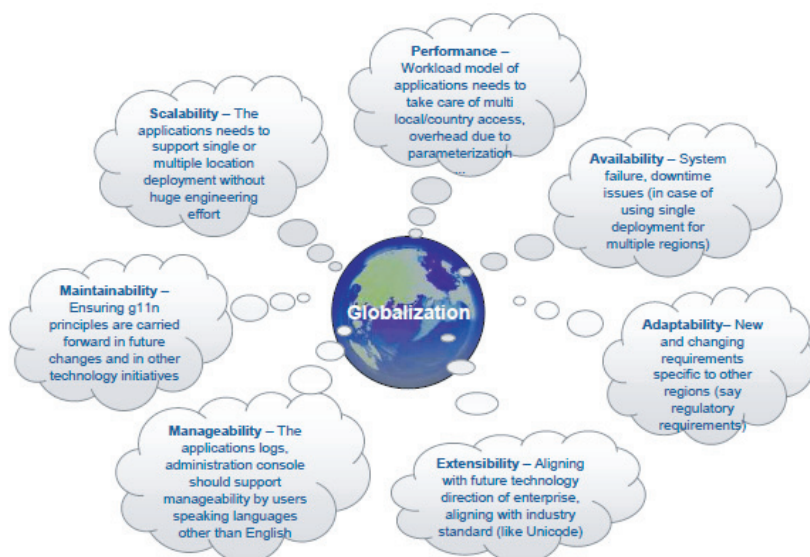 Performance –
Workload model of
applications needs to
take care of multi
local/country access,
overhead due to
parameterization
...
Scalability – The
applications needs to
support single or
multiple location
deployment without
huge engineering
effort
Availability – System
failure, downtime
issues (in case of
using single
deployment for
multiple regions)
Globalization
Maintainability –
Ensuring g11n
principles are carried
forward in future
changes and in other
technology initiatives
Adaptability– New
and changing
requirements
specific to other
regions (say
regulatory
requirements)
Manageability – The
applications logs,
administration console
should support
manageability by users
speaking languages
other than English
Extensibility – Aligning
with future technology
direction of enterprise,
aligning with industry
standard (like Unicode)